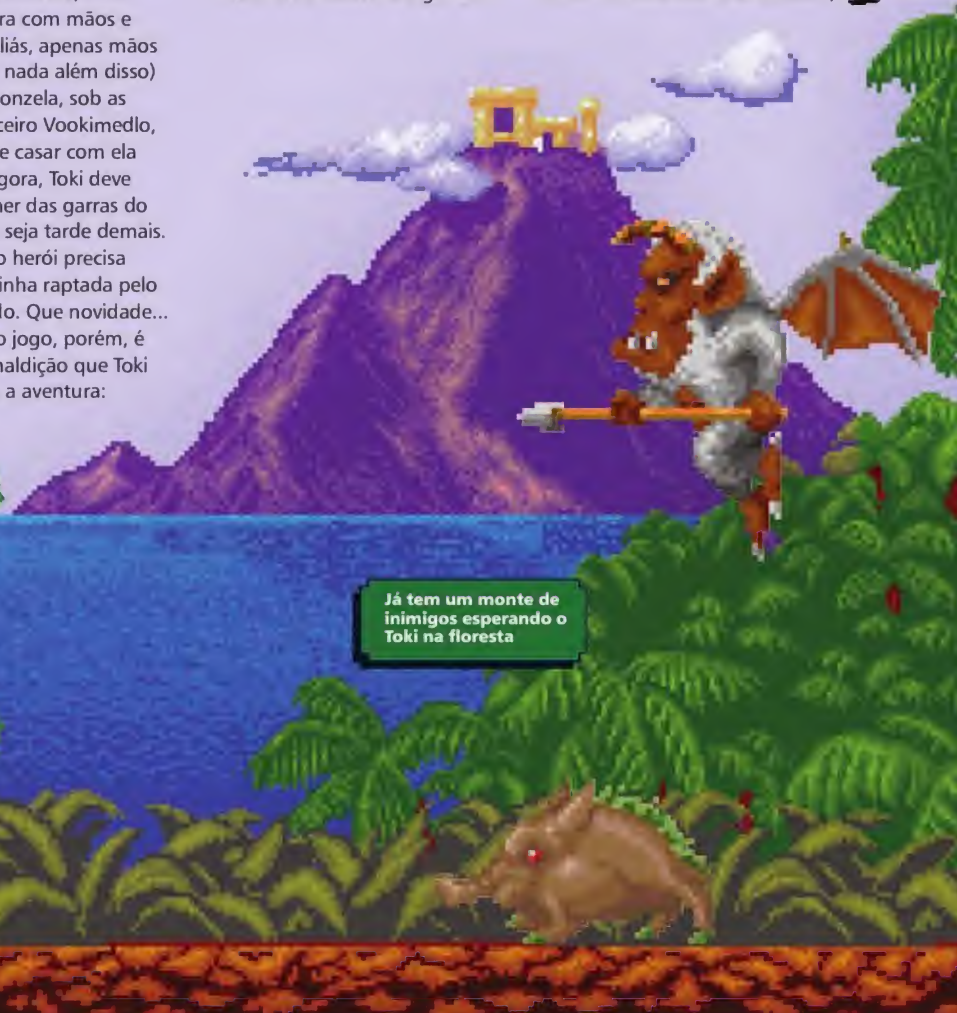 ra com mãos e
liás, apenas mãos
nada além disso)
onzela, sob as
ceiro Vookimedlo,
e casar com ela
gora, Toki deve
her das garras do
seja tarde demais.
o herói precisa
inha raptada pelo
do. Que novidade...
o jogo, porém, é
naldição que Toki
a aventura:
Já tem um monte de
inimigos esperando o
Toki na floresta